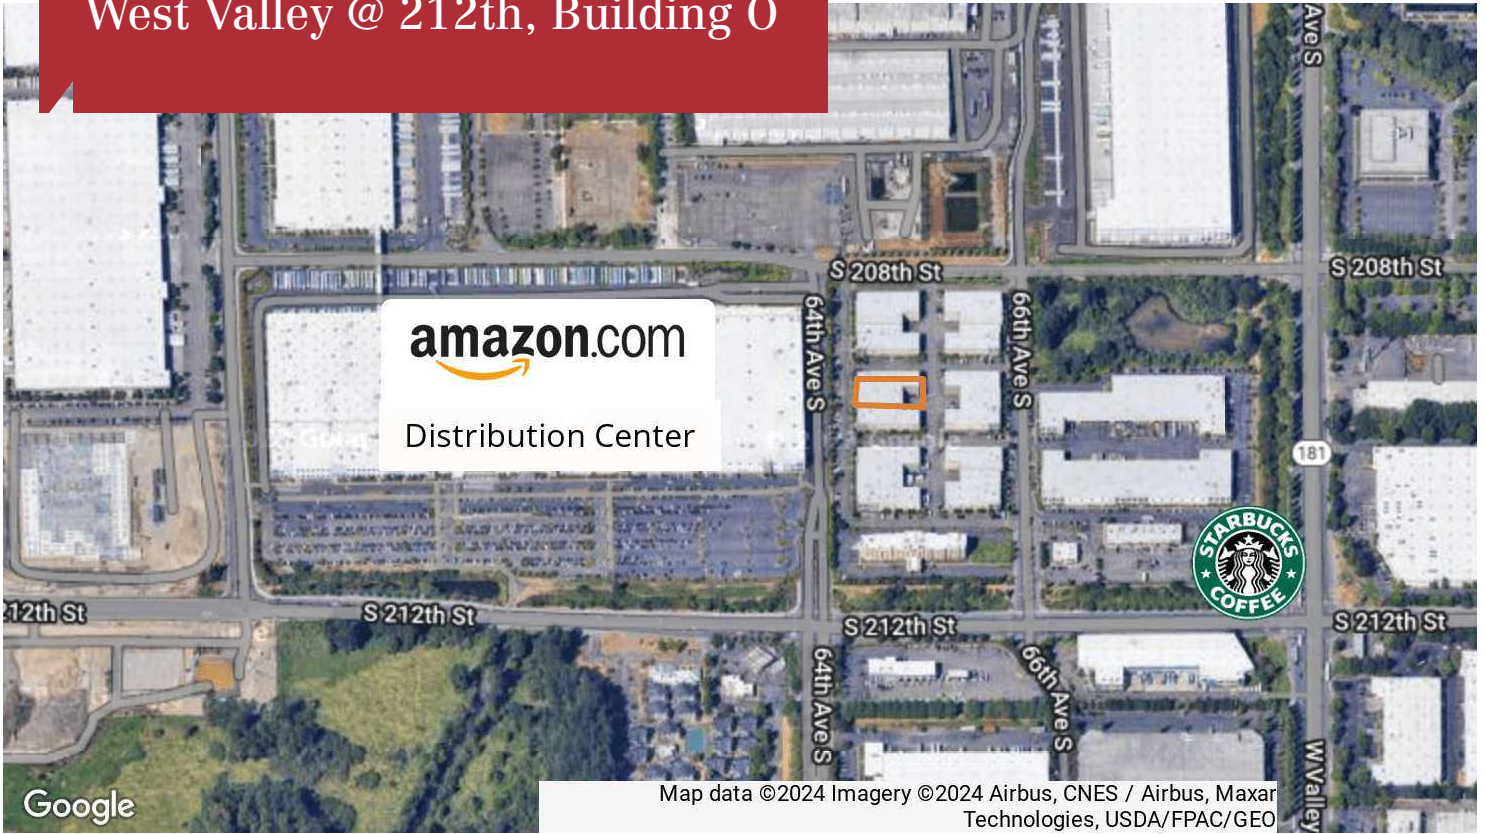 West Valley @ 212th, Building O
Ave S
S 208th St
S 208th St
64th Ave S
66th Ave S
amazon.com
Distribution Center
181
STARBUCKS
COFFEE
212th St
S 212th St
S 212th St
S 212th St
64th Ave S
66th Ave S
W Valley
Google
Map data ©2024 Imagery ©2024 Airbus, CNES / Airbus, Maxar
Technologies, USDA/FPAC/GEO